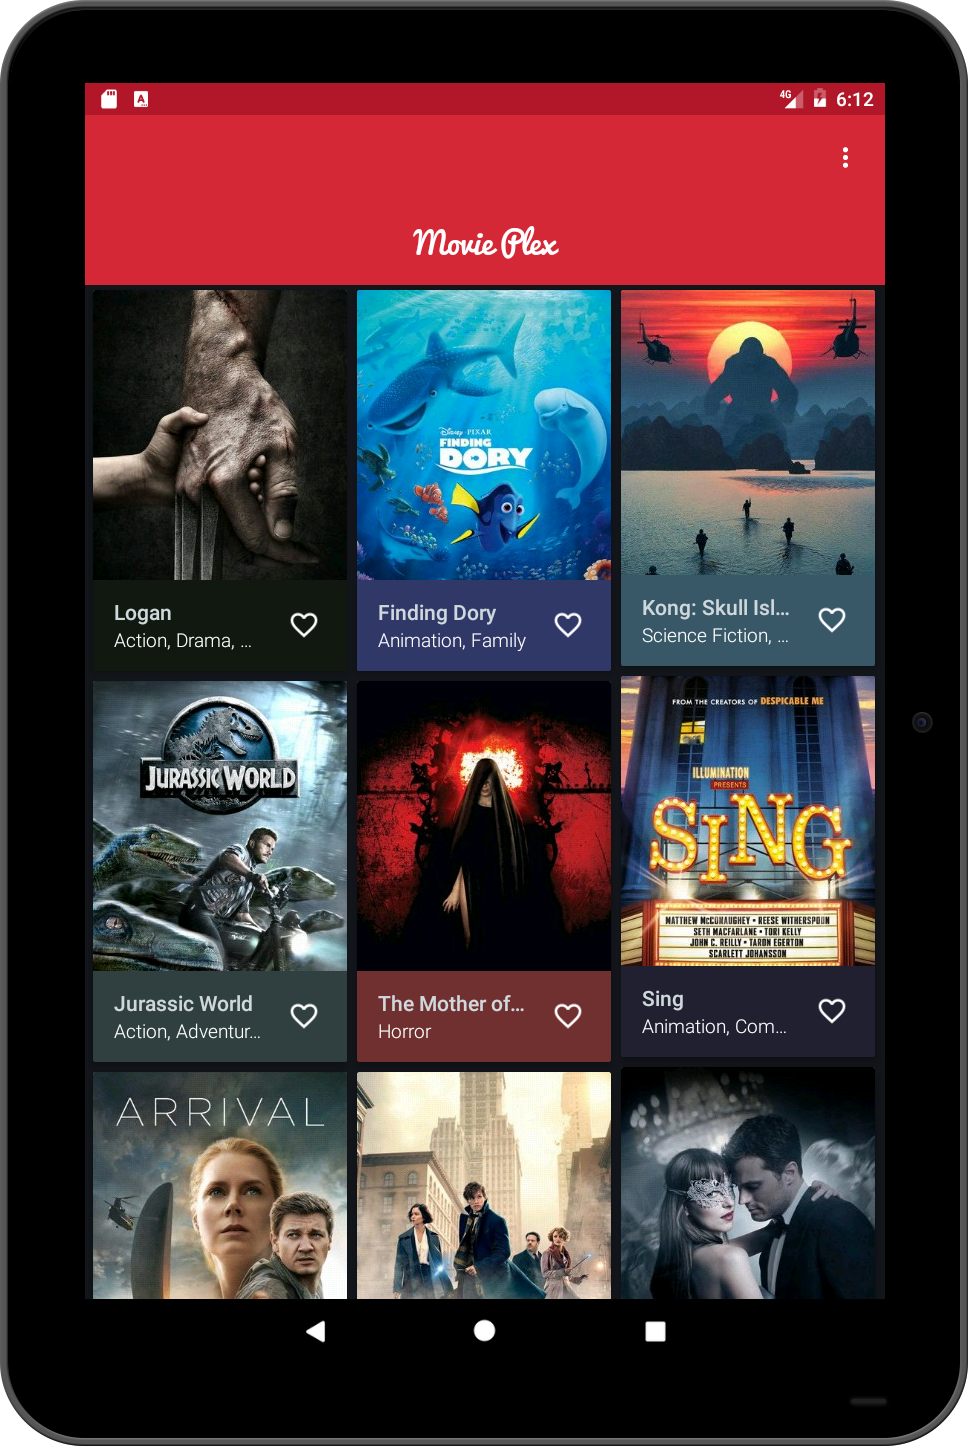 4G 6:12
Movie Plex
Disney · PIXAR
FINDING
DORY
Logan
Action, Drama, ...
Finding Dory
Animation, Family
Kong: Skull Isl...
Science Fiction, ...
JURASSIC WORLD
FROM THE CREATORS OF DESPICABLE ME
ILLUMINATION
PRESENTS
SING
MATTHEW McCONAUGHEY • REESE WITHERSPOON
SETH MACFARLANE • TORI KELLY
JOHN C. REILLY • TARON EGERTON
SCARLETT JOHANSSON
Jurassic World
Action, Adventur...
The Mother of...
Horror
Sing
Animation, Com...
ARRIVAL